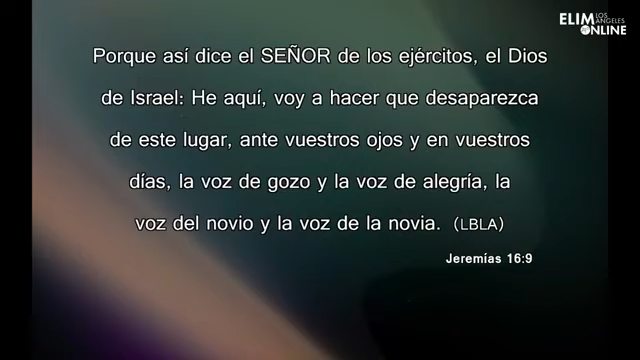 ELIM LOS ANGELES
ONLINE
Porque así dice el SEÑOR de los ejércitos, el Dios
de Israel: He aquí, voy a hacer que desaparezca
de este lugar, ante vuestros ojos y en vuestros
días, la voz de gozo y la voz de alegría, la
voz del novio y la voz de la novia. (LBLA)
Jeremías 16:9